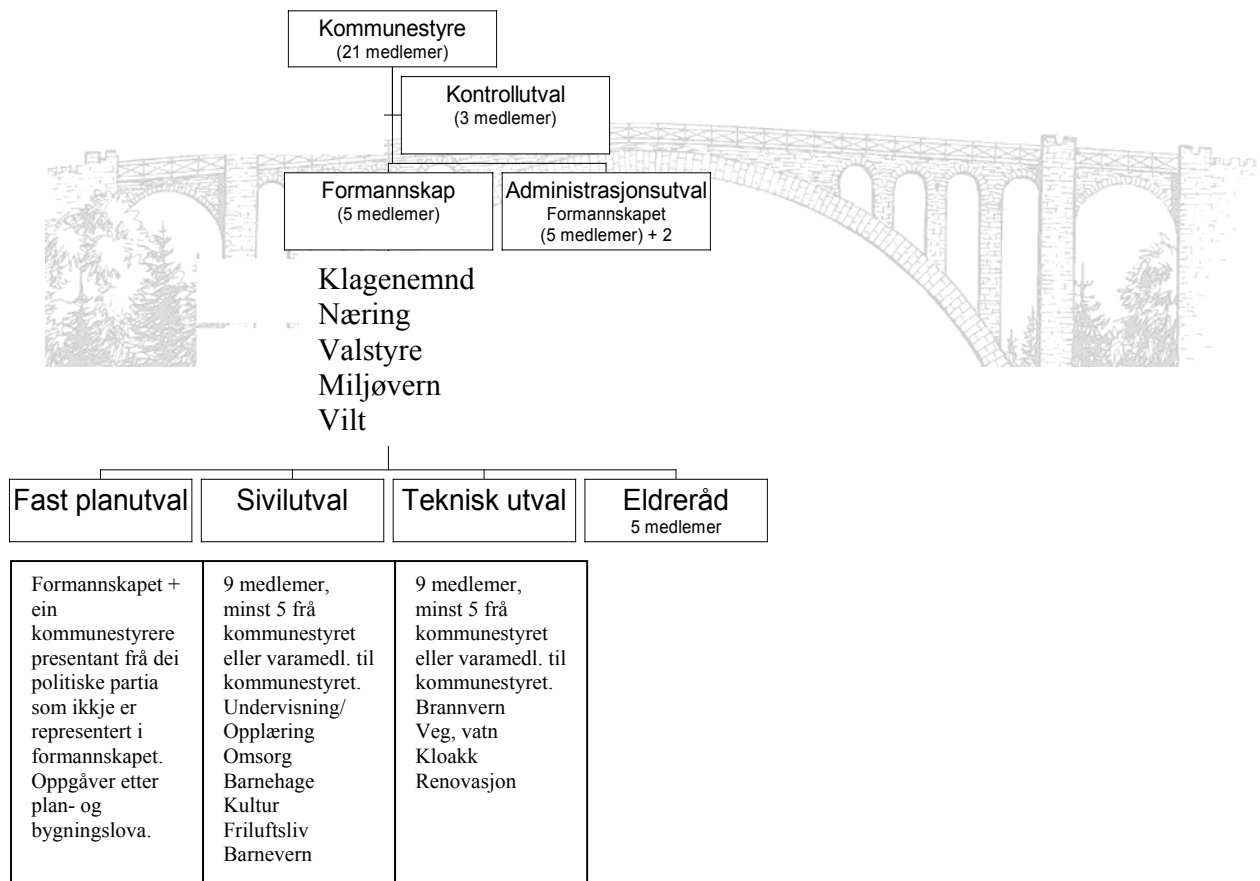 Kommunestyre
(21 medlemer)
Kontrollutval
(3 medlemer)
Formannskap
(5 medlemer)
Administrasjonsutval
Formannskapet
(5 medlemer) + 2
Klagenemnd
Næring
Valstyre
Miljøvern
Vilt
Fast planutval
Sivilutval
Teknisk utval
Eldreråd
5 medlemer
Formannskapet +
ein
kommunestyrere
presentant frå dei
politiske partia
som ikkje er
representert i
formannskapet.
Oppgåver etter
plan- og
bygningslova.
9 medlemer,
minst 5 frå
kommunestyret
eller varamedl. til
kommunestyret.
Undervisning/
Opplæring
Omsorg
Barnehage
Kultur
Friluftsliv
Barnevern
9 medlemer,
minst 5 frå
kommunestyret
eller varamedl. til
kommunestyret.
Brannvern
Veg, vatn
Kloakk
Renovasjon